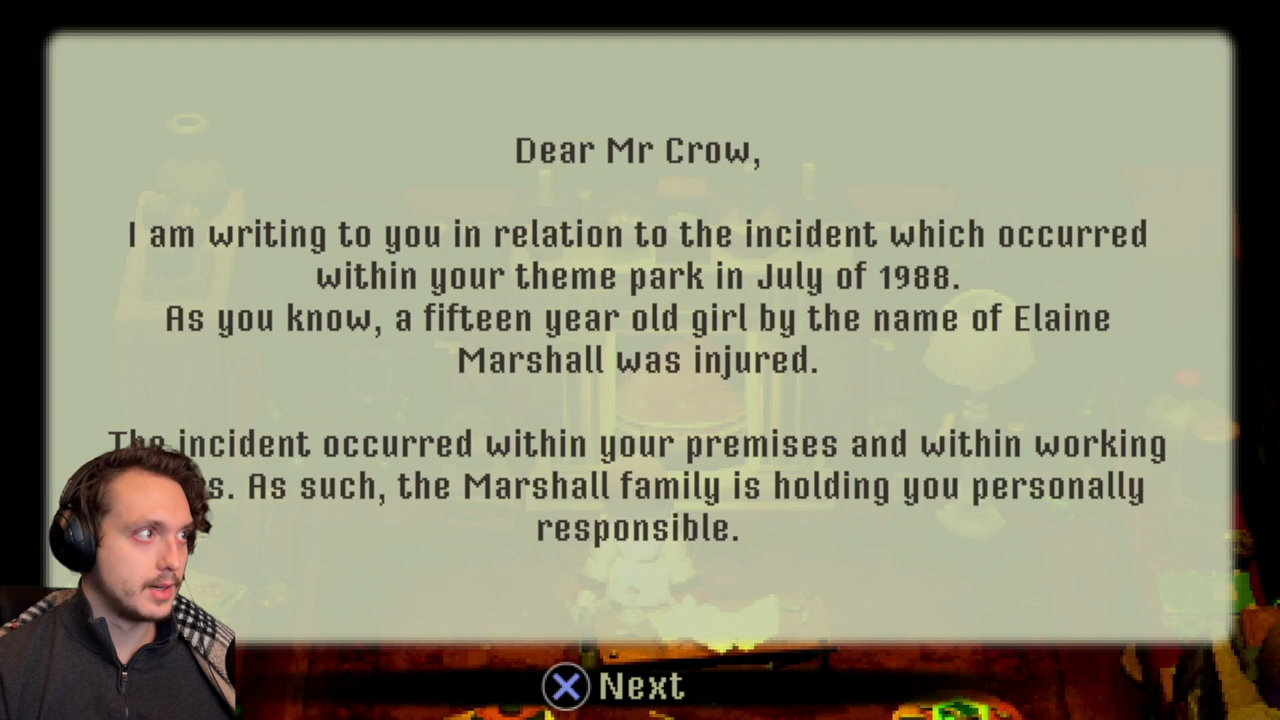 Dear Mr Crow,
I am writing to you in relation to the incident which occurred
within your theme park in July of 1988.
As you know, a fifteen year old girl by the name of Elaine
Marshall was injured.
The incident occurred within your premises and within working
As such, the Marshall family is holding you personally
responsible.
Next